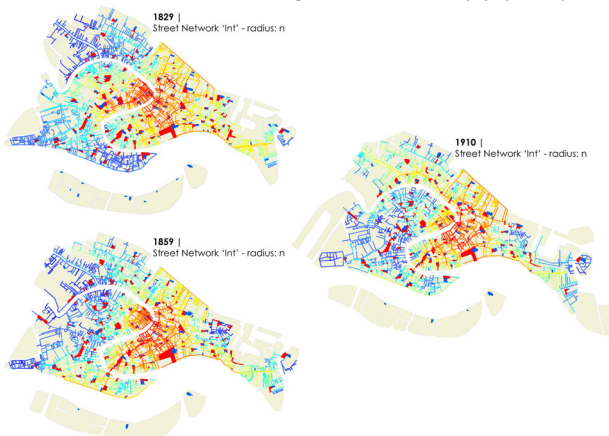 1829 |
Street Network 'Int' - radius: n
1910 |
Street Network 'Int' - radius: n
1859 |
Street Network 'Int' - radius: n